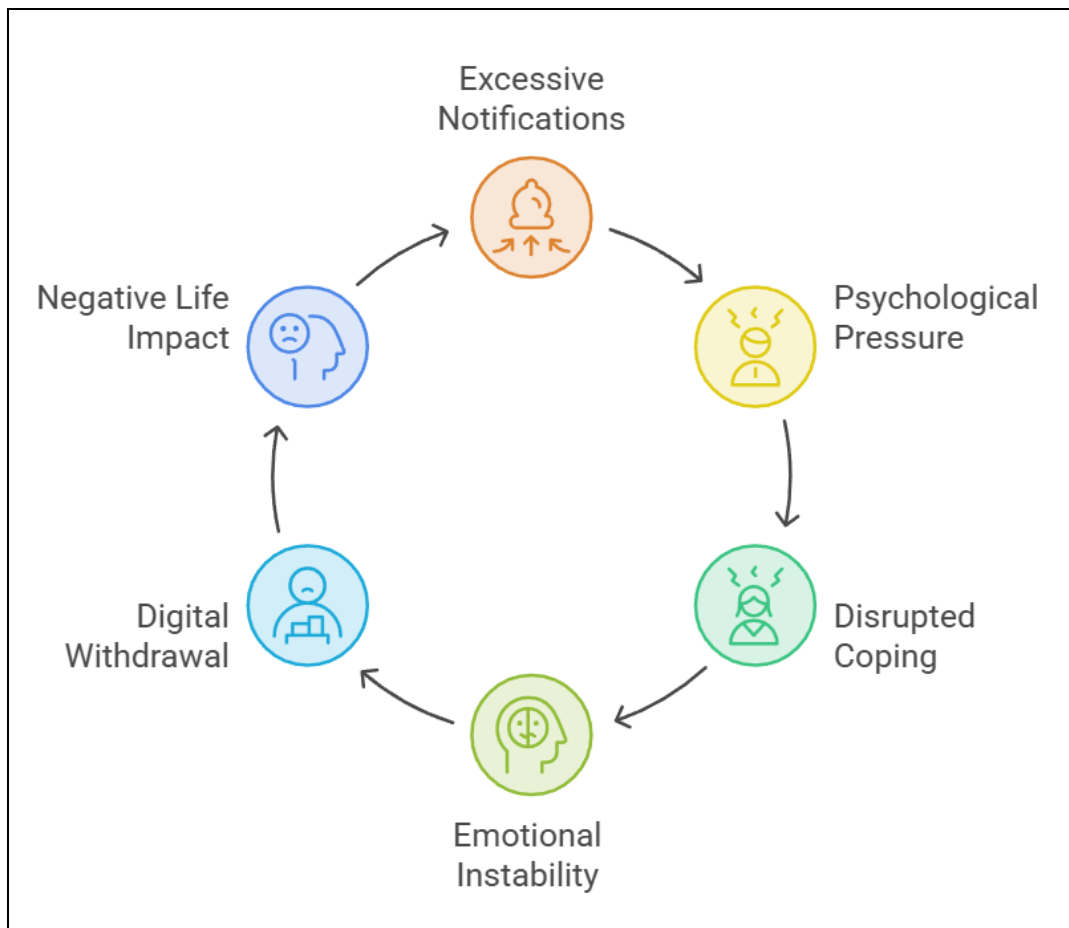 Excessive
Notifications
Psychological
Pressure
Disrupted
Coping
Emotional
Instability
Digital
Withdrawal
Negative Life
Impact